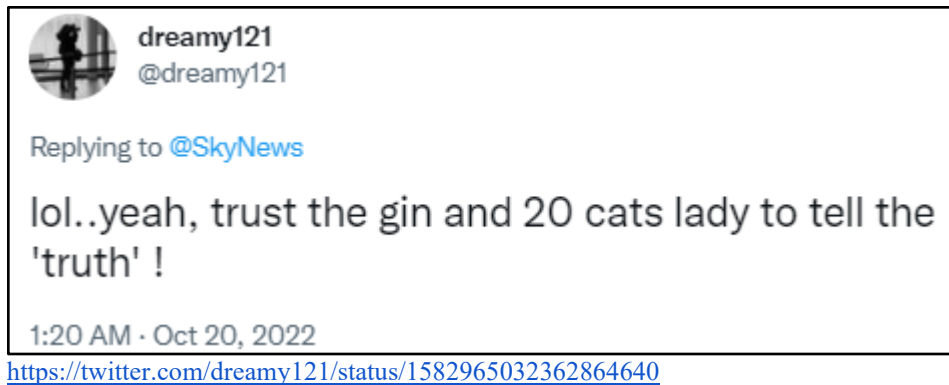 dreamy121
@dreamy121
Replying to @SkyNews
lol..yeah, trust the gin and 20 cats lady to tell the
'truth' !
1:20 AM · Oct 20, 2022
https://twitter.com/dreamy121/status/1582965032362864640